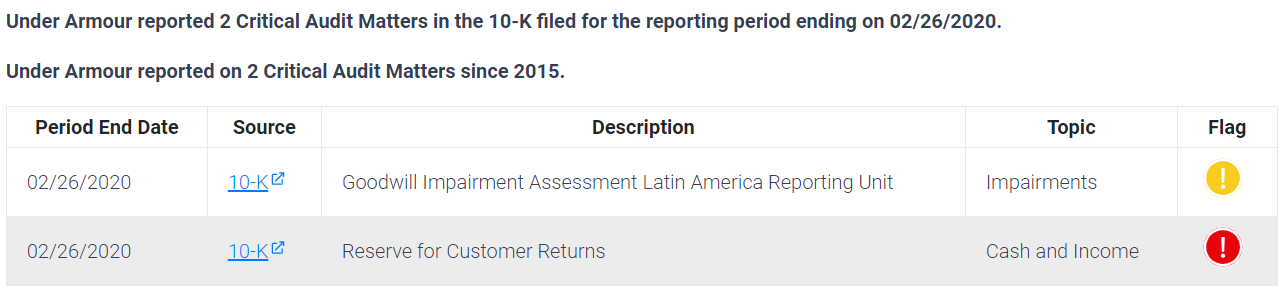 Under Armour reported 2 Critical Audit Matters in the 10-K filed for the reporting period ending on 02/26/2020.
Under Armour reported on 2 Critical Audit Matters since 2015.
Period End Date Source Description Topic Flag
02/26/2020 10-K Goodwill Impairment Assessment Latin America Reporting Unit Impairments !
02/26/2020 10-K Reserve for Customer Returns Cash and Income !